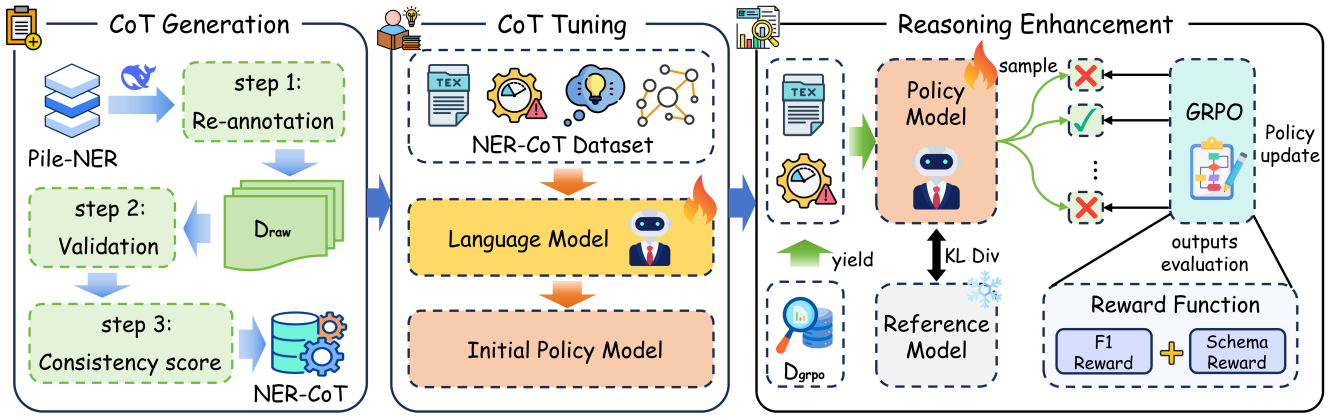 CoT Generation
Pile-NER
step 1:
Re-annotation
Draw
step 2:
Validation
step 3:
Consistency score
NER-CoT
CoT Tuning
TEX
NER-CoT Dataset
Language Model
Initial Policy Model
Reasoning Enhancement
TEX
yield
Dgrpo
Policy
Model
sample
KL Div
Reference
Model
GRPO
Policy
update
outputs
evaluation
Reward Function
F1
Reward
Schema
Reward